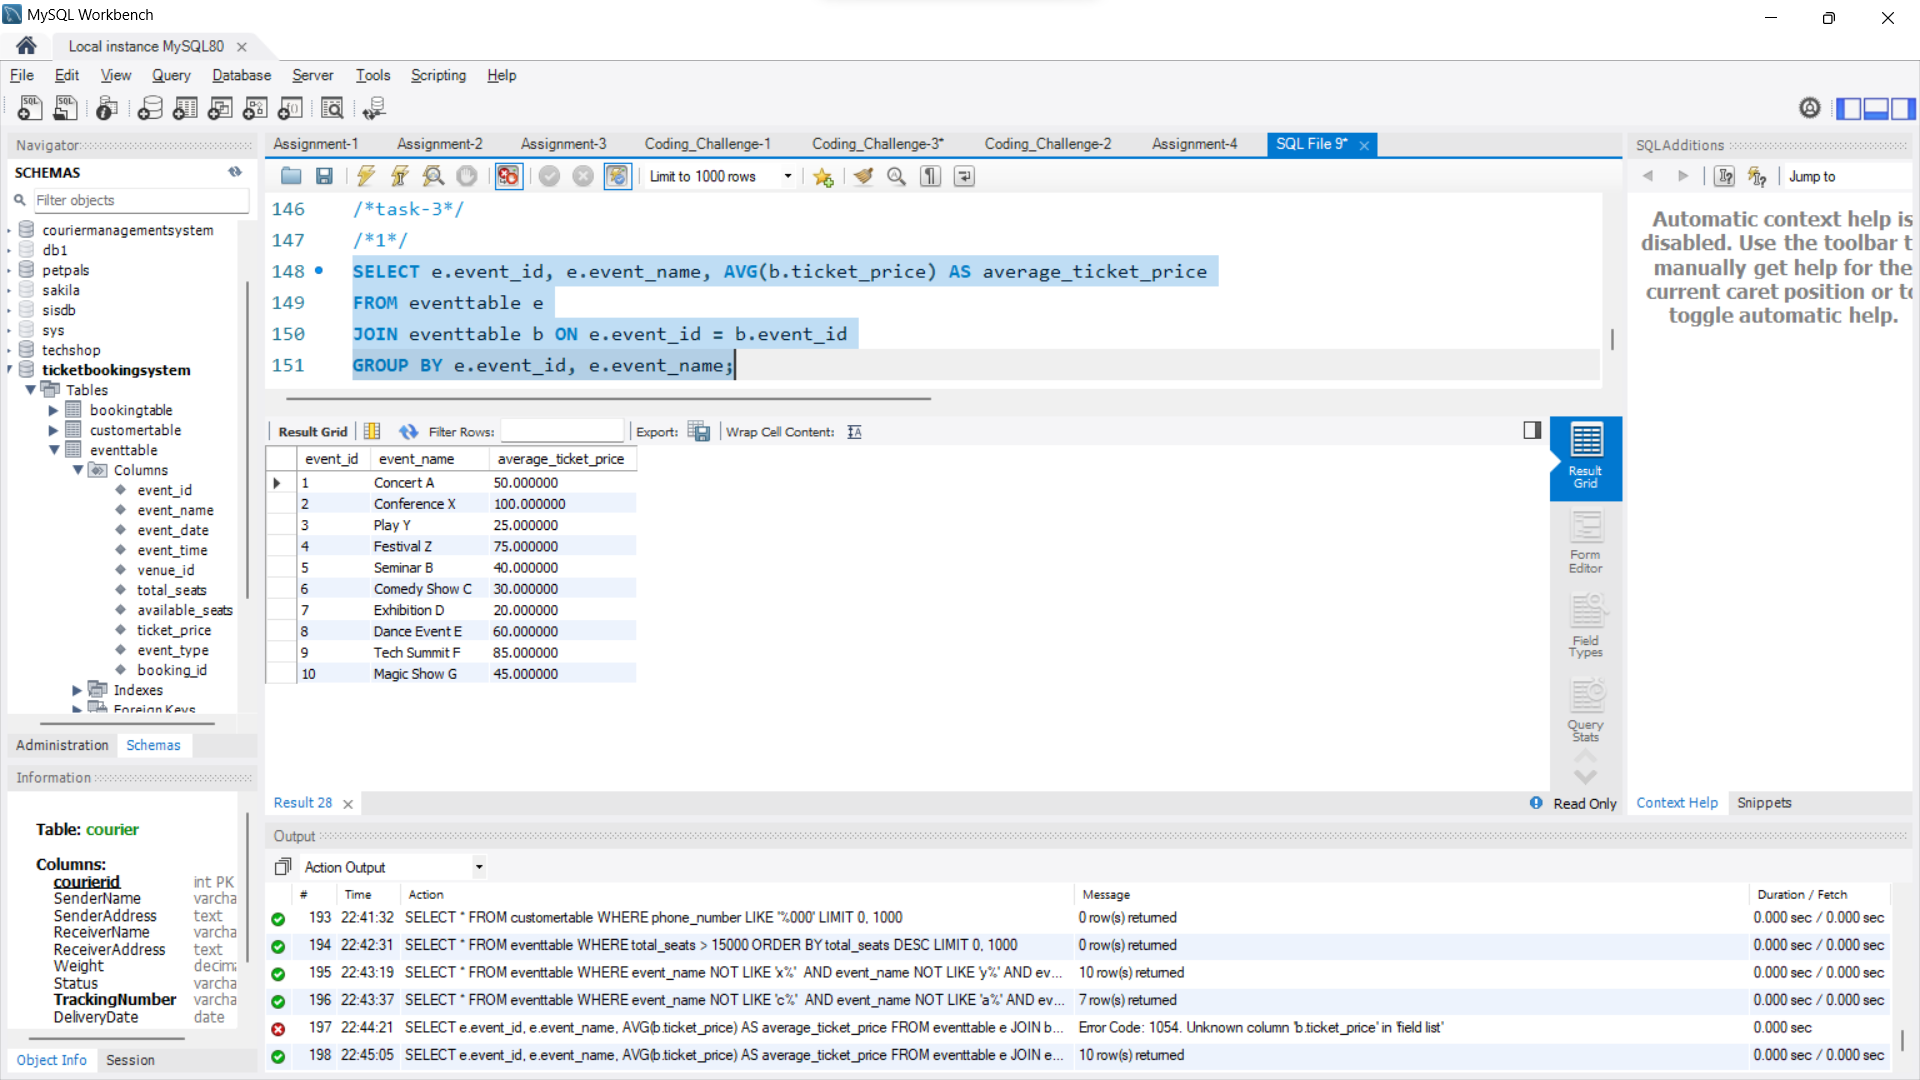 MySQL Workbench
Local instance MySQL80
File Edit View Query Database Server Tools Scripting Help
Navigator
SCHEMAS
Filter objects
couriermanagementsystem
db1
petpals
sakila
sisdb
sys
techshop
ticketbookingsystem
Tables
bookingtable
customertable
eventtable
Columns
event_id
event_name
event_date
event_time
venue_id
total_seats
available_seats
ticket_price
event_type
booking_id
Indexes
Foreign Keys
Administration Schemas
Information
Table: courier
Columns:
courierid int PK
SenderName varcha
SenderAddress text
ReceiverName varcha
ReceiverAddress text
Weight decim
Status varcha
TrackingNumber varcha
DeliveryDate date
Object Info Session
Assignment-1 Assignment-2 Assignment-3 Coding_Challenge-1 Coding_Challenge-3* Coding_Challenge-2 Assignment-4 SQL File 9*
Limit to 1000 rows
146 /*task-3*/
147 /*1*/
148 SELECT e.event_id, e.event_name, AVG(b.ticket_price) AS average_ticket_price
149 FROM eventtable e
150 JOIN eventtable b ON e.event_id = b.event_id
151 GROUP BY e.event_id, e.event_name;
Result Grid Filter Rows: Export: Wrap Cell Content:
event_id event_name average_ticket_price
1 Concert A 50.000000
2 Conference X 100.000000
3 Play Y 25.000000
4 Festival Z 75.000000
5 Seminar B 40.000000
6 Comedy Show C 30.000000
7 Exhibition D 20.000000
8 Dance Event E 60.000000
9 Tech Summit F 85.000000
10 Magic Show G 45.000000
Result Grid
Form Editor
Field Types
Query Stats
Result 28
Read Only
SQLAdditions
Jump to
Automatic context help is
disabled. Use the toolbar t
manually get help for the
current caret position or to
toggle automatic help.
Context Help Snippets
Output
Action Output
# Time Action Message Duration / Fetch
193 22:41:32 SELECT * FROM customertable WHERE phone_number LIKE '%000' LIMIT 0, 1000 0 row(s) returned 0.000 sec / 0.000 sec
194 22:42:31 SELECT * FROM eventtable WHERE total_seats > 15000 ORDER BY total_seats DESC LIMIT 0, 1000 0 row(s) returned 0.000 sec / 0.000 sec
195 22:43:19 SELECT * FROM eventtable WHERE event_name NOT LIKE 'x%' AND event_name NOT LIKE 'y%' AND ev... 10 row(s) returned 0.000 sec / 0.000 sec
196 22:43:37 SELECT * FROM eventtable WHERE event_name NOT LIKE 'c%' AND event_name NOT LIKE 'a%' AND ev... 7 row(s) returned 0.000 sec / 0.000 sec
197 22:44:21 SELECT e.event_id, e.event_name, AVG(b.ticket_price) AS average_ticket_price FROM eventtable e JOIN b... Error Code: 1054. Unknown column 'b.ticket_price' in 'field list' 0.000 sec
198 22:45:05 SELECT e.event_id, e.event_name, AVG(b.ticket_price) AS average_ticket_price FROM eventtable e JOIN e... 10 row(s) returned 0.000 sec / 0.000 sec